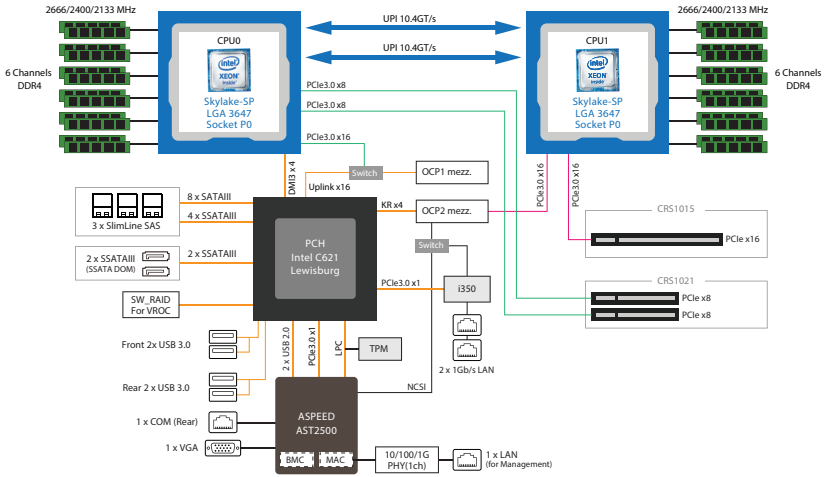 2666/2400/2133 MHz
6 Channels
DDR4
CPU0
intel
XEON
inside
Skylake-SP
LGA 3647
Socket P0
UPI 10.4GT/s
UPI 10.4GT/s
2666/2400/2133 MHz
6 Channels
DDR4
CPU1
intel
XEON
inside
Skylake-SP
LGA 3647
Socket P0
PCIe3.0 x8
PCIe3.0 x8
PCIe3.0 x16
Switch
DMI3 x 4
Uplink x16
OCP1 mezz.
KR x4
OCP2 mezz.
Switch
PCIe3.0 x16
PCIe3.0 x16
CRS1015
PCIe x16
CRS1021
PCIe x8
PCIe x8
3 x SlimLine SAS
8 x SATAIII
4 x SSATAIII
2 x SSATAIII
(SSATA DOM)
2 x SSATAIII
SW_RAID
For VROC
PCH
Intel C621
Lewisburg
PCIe3.0 x1
i350
2 x 1Gb/s LAN
Front 2x USB 3.0
Rear 2 x USB 3.0
2 x USB 2.0
PCIe3.0 x1
LPC
TPM
NCSI
1 x COM (Rear)
1 x VGA
ASPEED
AST2500
BMC
MAC
10/100/1G
PHY(1ch)
1 x LAN
(for Management)